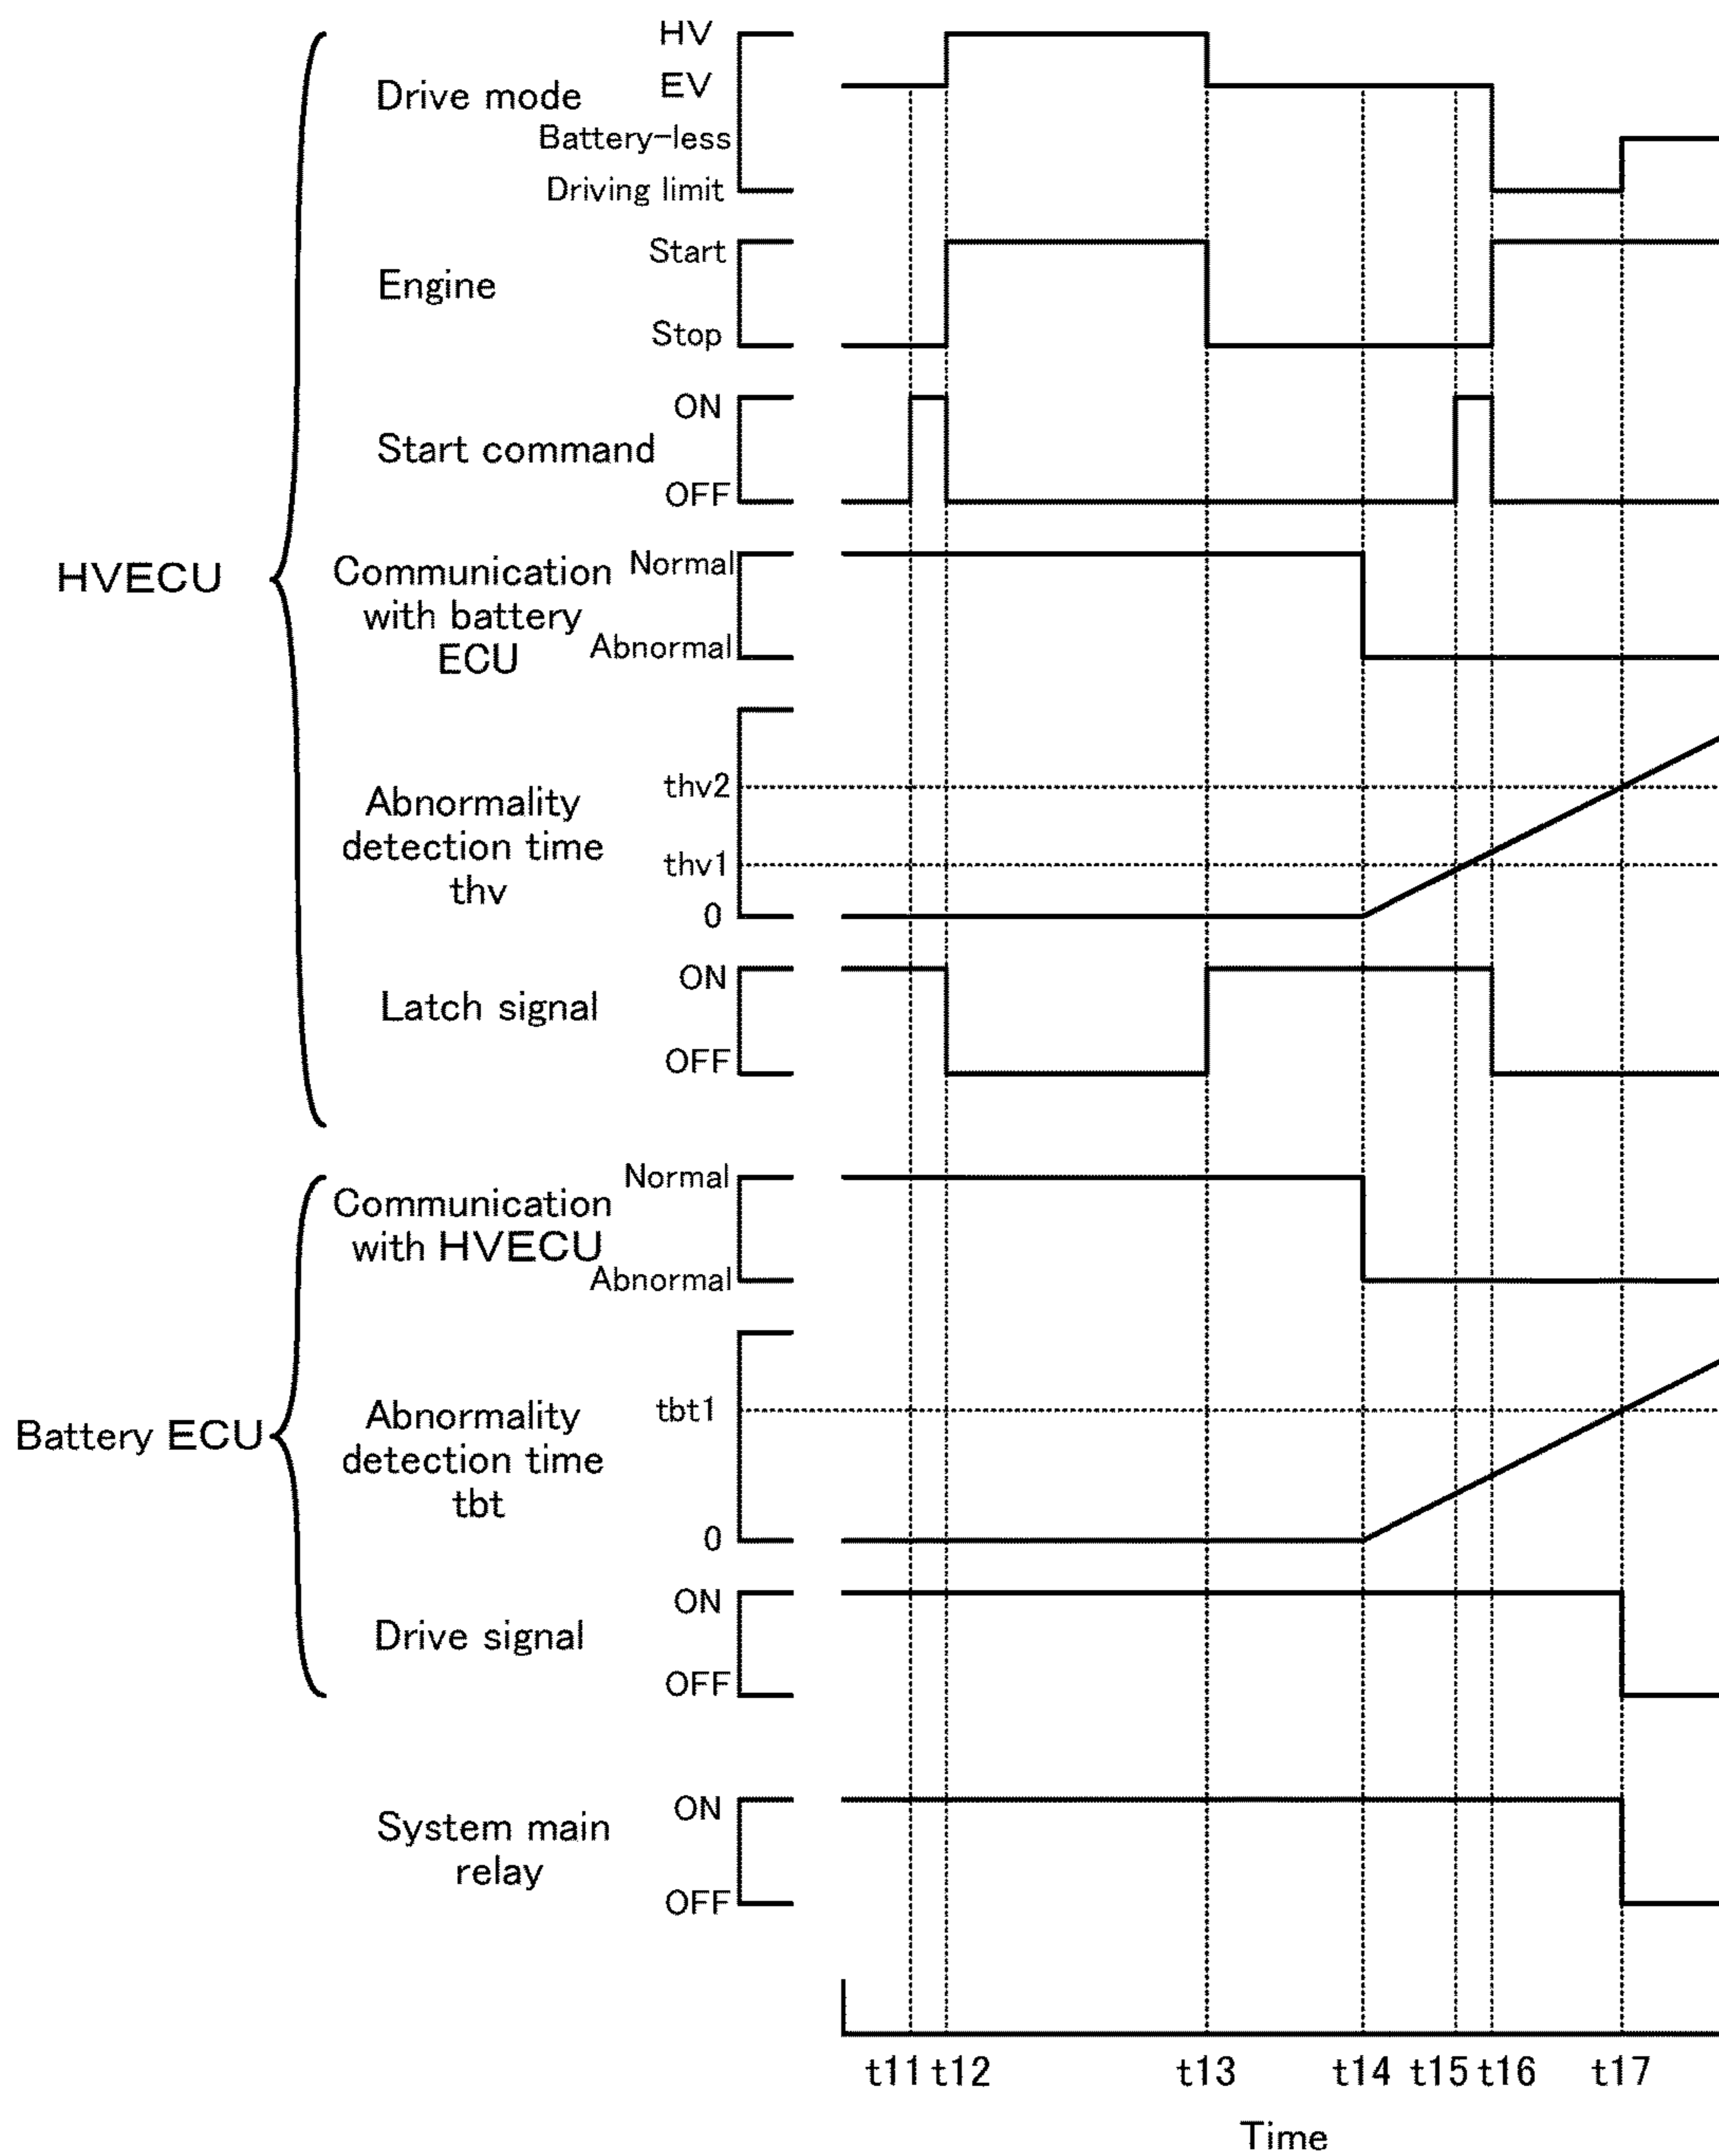 HVECU
Drive mode
HV
EV
Battery-less
Driving limit
Engine
Start
Stop
Start command
ON
OFF
Communication
with battery
ECU
Normal
Abnormal
Abnormality
detection time
thv
thv2
thv1
0
Latch signal
ON
OFF
Battery ECU
Communication
with HVECU
Normal
Abnormal
Abnormality
detection time
tbt
tbt1
0
Drive signal
ON
OFF
System main
relay
ON
OFF
t11 t12 t13 t14 t15 t16 t17
Time